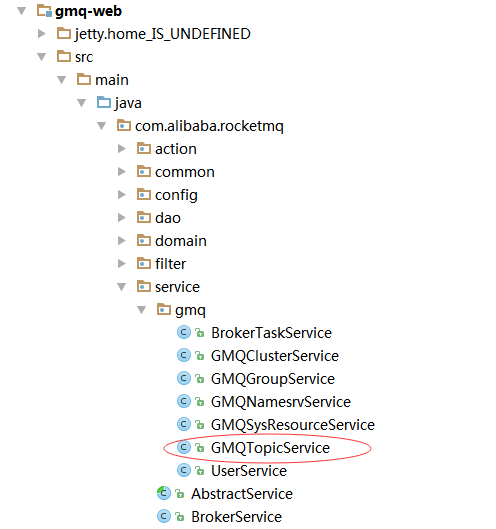 gmq-web
jetty.home_IS_UNDEFINED
src
main
java
com.alibaba.rocketmq
action
common
config
dao
domain
filter
service
gmq
BrokerTaskService
GMQClusterService
GMQGroupService
GMQNamesrvService
GMQSysResourceService
GMQTopicService
UserService
AbstractService
BrokerService